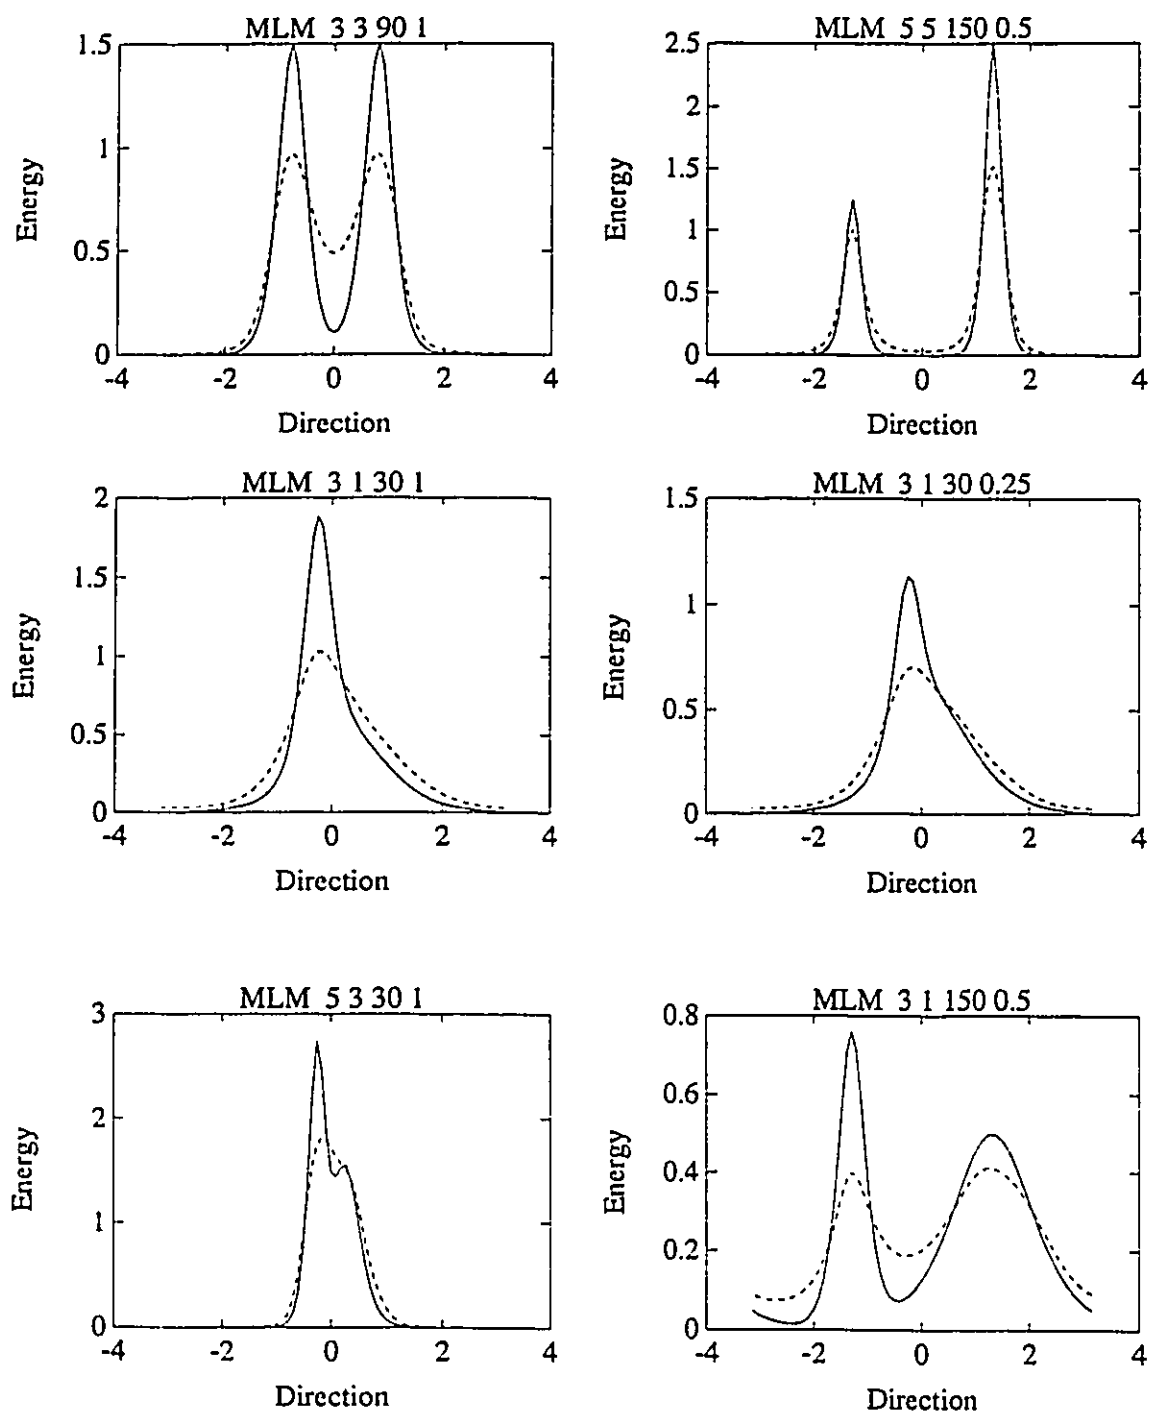 MLM 3 3 90 1
1.5
1
0.5
0
Energy
-4 -2 0 2 4
Direction
MLM 5 5 150 0.5
2.5
2
1.5
1
0.5
0
Energy
-4 -2 0 2 4
Direction
MLM 3 1 30 1
2
1.5
1
0.5
0
Energy
-4 -2 0 2 4
Direction
MLM 3 1 30 0.25
1.5
1
0.5
0
Energy
-4 -2 0 2 4
Direction
MLM 5 3 30 1
3
2
1
0
Energy
-4 -2 0 2 4
Direction
MLM 3 1 150 0.5
0.8
0.6
0.4
0.2
0
Energy
-4 -2 0 2 4
Direction